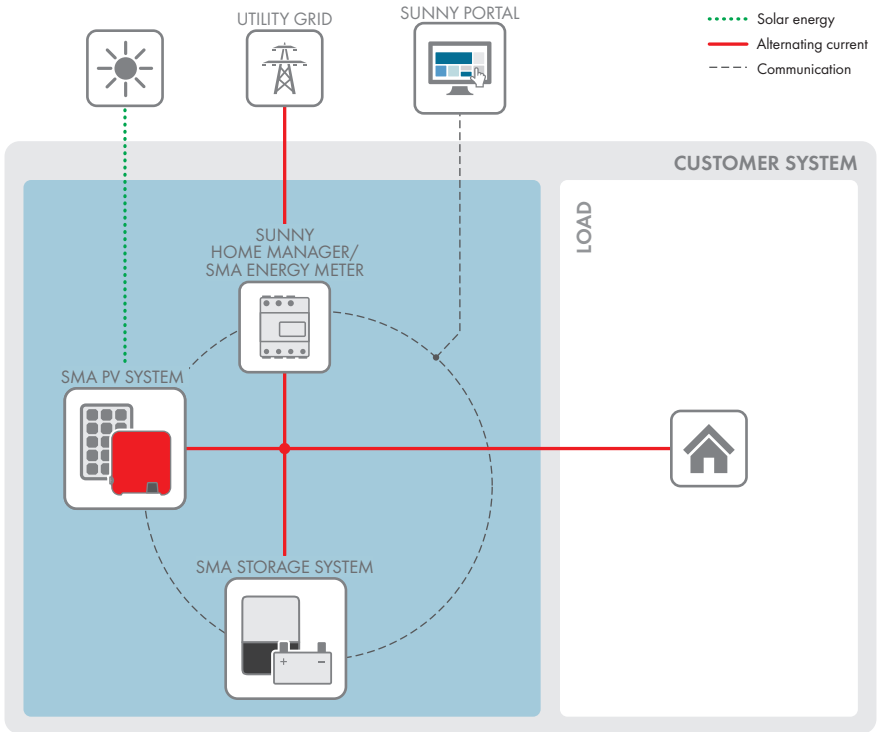 UTILITY GRID
SUNNY PORTAL
Solar energy
Alternating current
Communication
CUSTOMER SYSTEM
LOAD
SUNNY
HOME MANAGER/
SMA ENERGY METER
SMA PV SYSTEM
SMA STORAGE SYSTEM
+ −